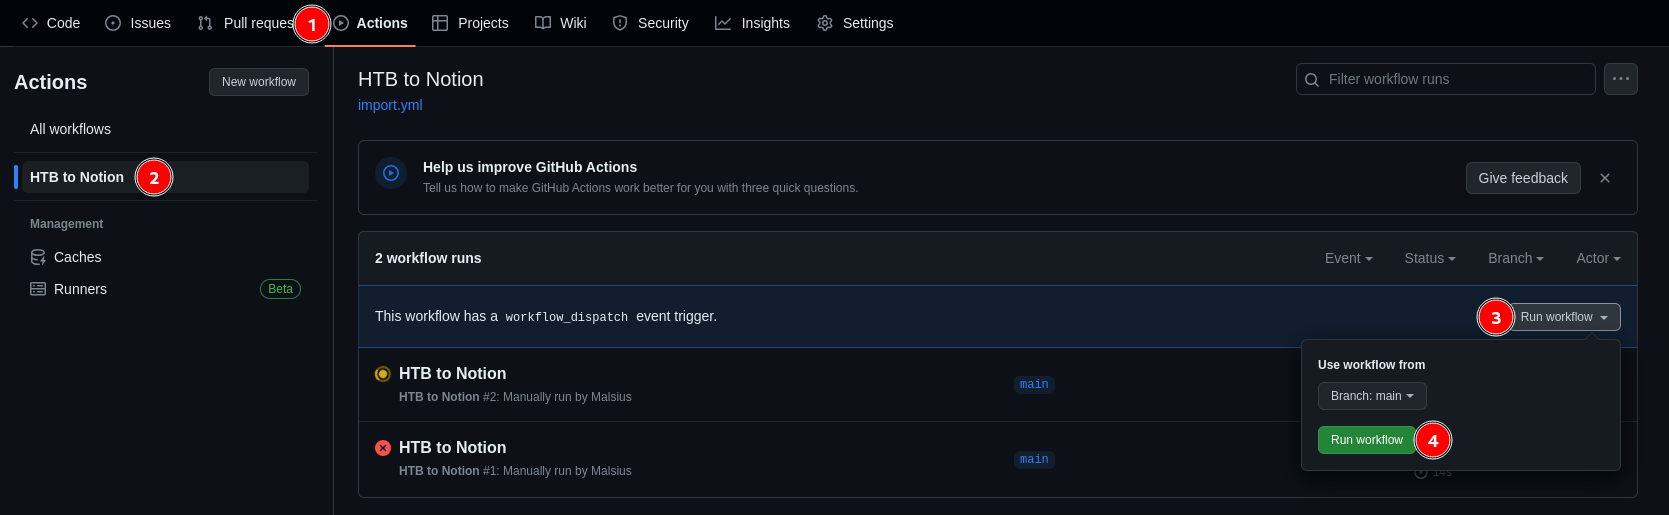 Code Issues Pull reques 1 Actions Projects Wiki Security Insights Settings
Actions New workflow
All workflows
HTB to Notion 2
Management
Caches
Runners Beta
HTB to Notion
import.yml
Filter workflow runs
Help us improve GitHub Actions
Tell us how to make GitHub Actions work better for you with three quick questions.
Give feedback
2 workflow runs Event Status Branch Actor
This workflow has a workflow_dispatch event trigger. 3 Run workflow
Use workflow from
Branch: main
Run workflow 4
HTB to Notion
HTB to Notion #2: Manually run by Malsius
main
HTB to Notion
HTB to Notion #1: Manually run by Malsius
main
14s